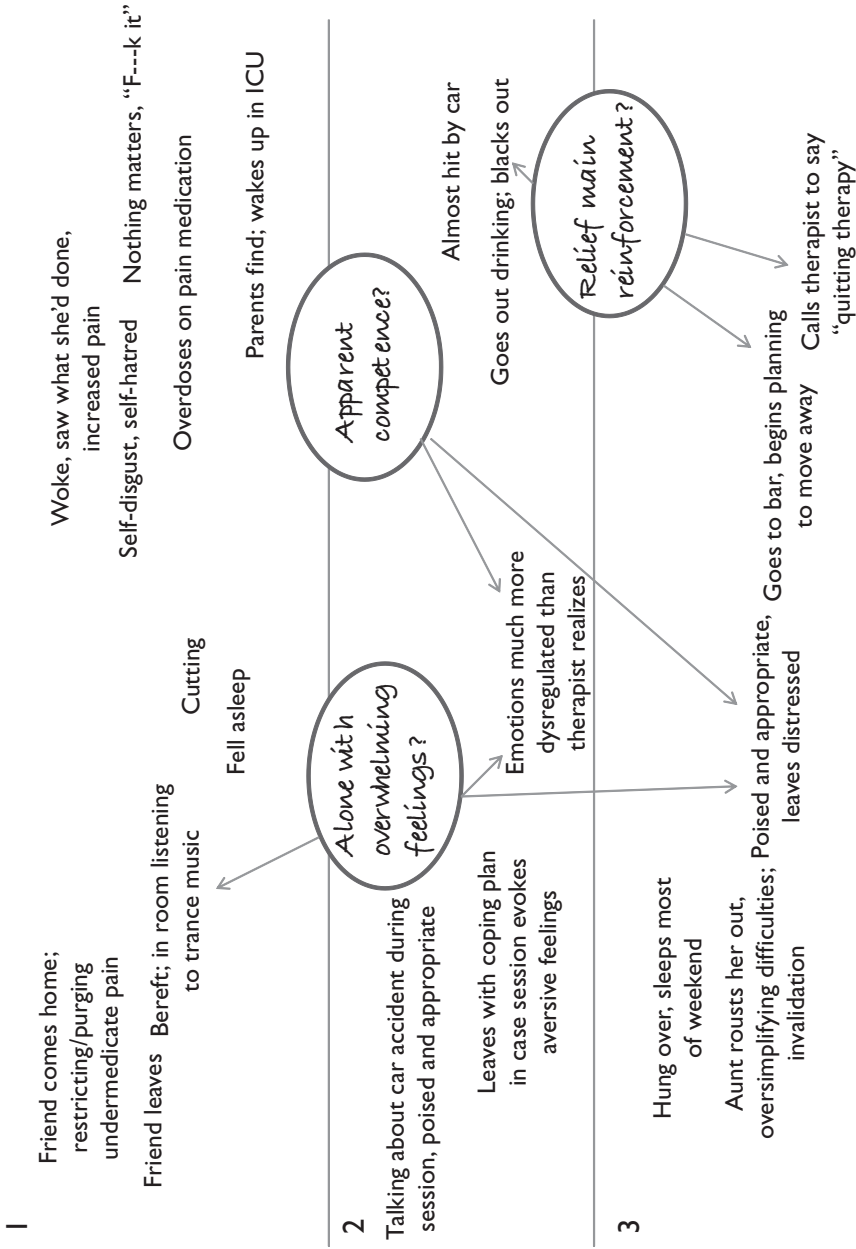 1
Friend comes home;
restricting/purging
undermedicate pain
Friend leaves
Bereft; in room listening
to trance music
Cutting
Fell asleep
Woke, saw what she’d done,
increased pain
Self-disgust, self-hatred
Nothing matters, “F---k it”
Overdoses on pain medication
Parents find; wakes up in ICU
2
Talking about car accident during
session, poised and appropriate
Leaves with coping plan
in case session evokes
aversive feelings
Alone with
overwhelming
feelings?
Emotions much more
dysregulated than
therapist realizes
Apparent
competence?
Almost hit by car
Goes out drinking; blacks out
3
Hung over, sleeps most
of weekend
Aunt rousts her out,
oversimplifying difficulties;
invalidation
Poised and appropriate,
leaves distressed
Goes to bar, begins planning
to move away
Relief main
reinforcement?
Calls therapist to say
“quitting therapy”